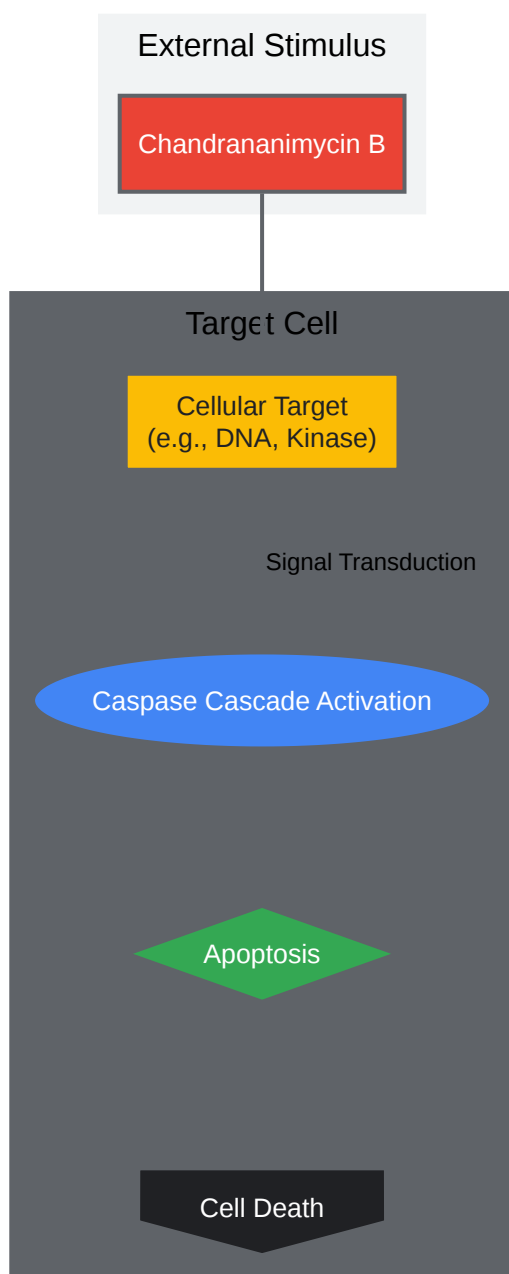 External Stimulus
Chandrananimycin B
Target Cell
Cellular Target
(e.g., DNA, Kinase)
Signal Transduction
Caspase Cascade Activation
Apoptosis
Cell Death